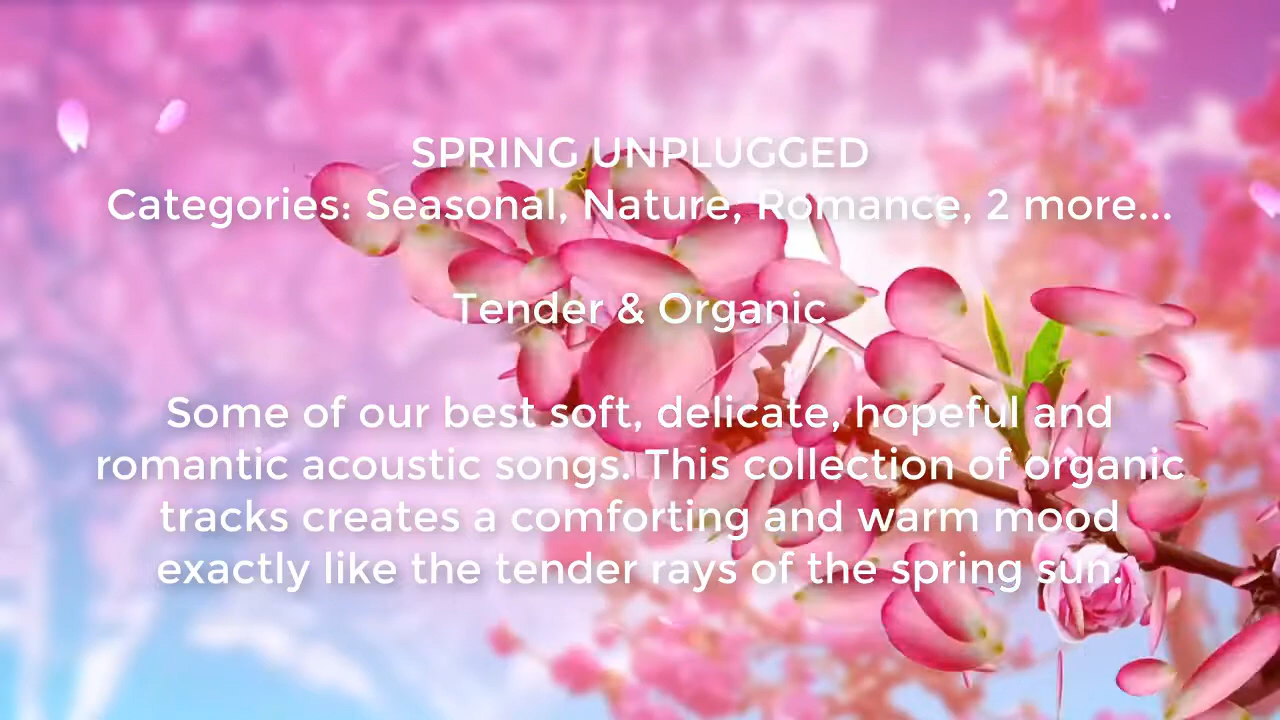 SPRING UNPLUGGED
Categories: Seasonal, Nature, Romance, 2 more...
Tender & Organic
Some of our best soft, delicate, hopeful and
romantic acoustic songs. This collection of organic
tracks creates a comforting and warm mood
exactly like the tender rays of the spring sun.